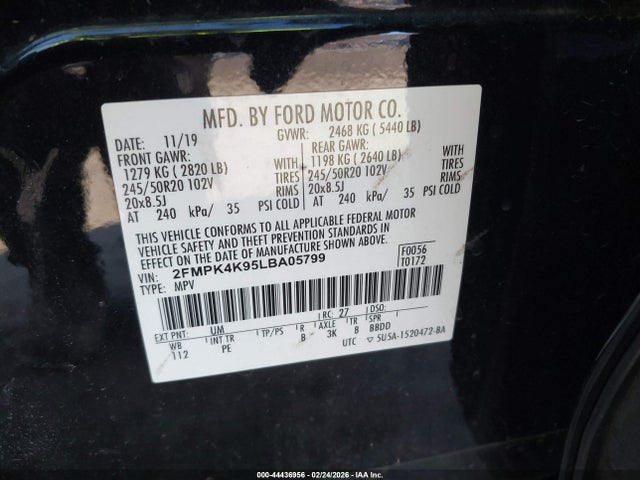 MFD. BY FORD MOTOR CO.
DATE: 11/19 GVWR: 2468 KG ( 5440 LB)
FRONT GAWR: REAR GAWR:
1279 KG ( 2820 LB) WITH 1198 KG ( 2640 LB) WITH
245/50R20 102V TIRES 245/50R20 102V TIRES
20x8.5J RIMS 20x8.5J RIMS
AT 240 kPa/ 35 PSI COLD AT 240 kPa/ 35 PSI COLD
THIS VEHICLE CONFORMS TO ALL APPLICABLE FEDERAL MOTOR
VEHICLE SAFETY AND THEFT PREVENTION STANDARDS IN
EFFECT ON THE DATE OF MANUFACTURE SHOWN ABOVE.
VIN: 2FMPK4K95LBA05799 F0056
TYPE: MPV T0172
EXT PNT: UM RC: 27 DSO:
WB INT TR TP/PS R AXLE TR SPR
112 PE B 3K 8 BBDD
UTC ▽ 5U5A-1520472-BA
000-44436956 - 02/24/2026 - IAA Inc.